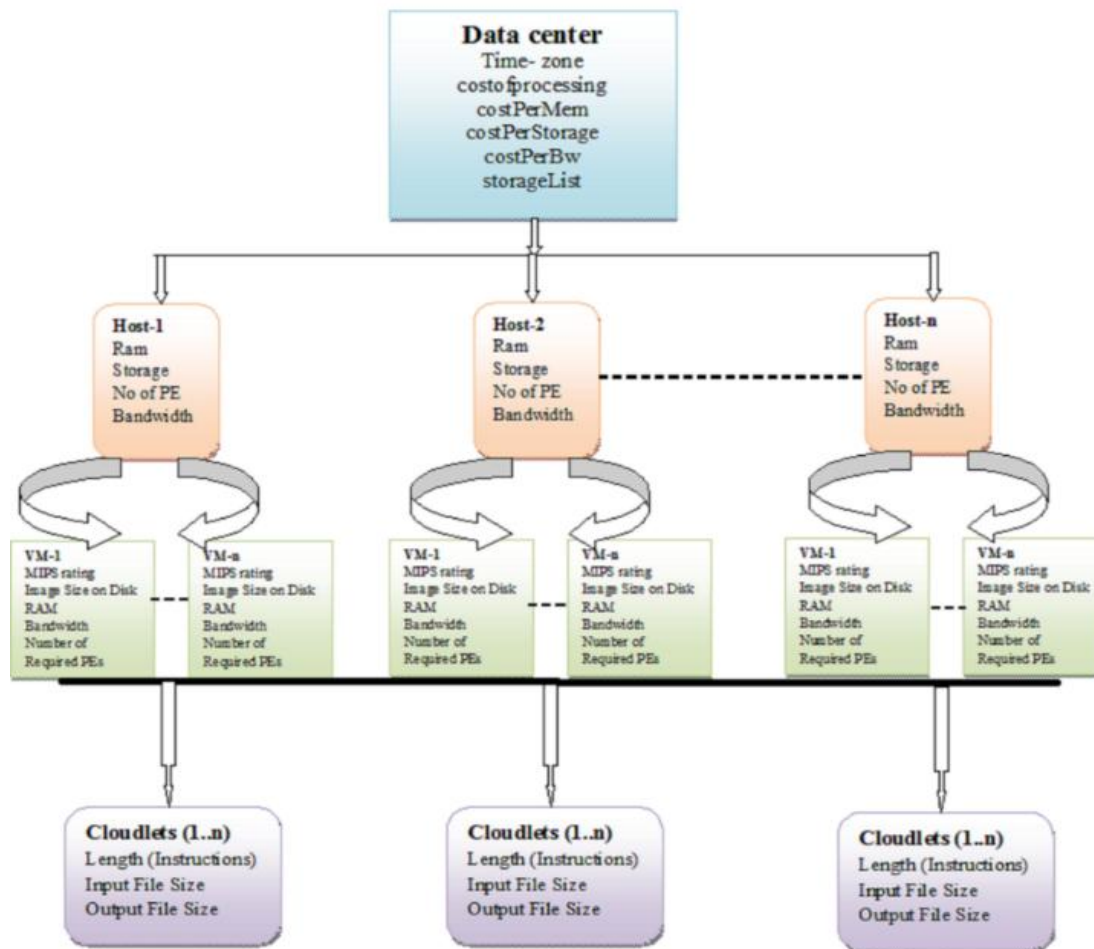 Data center
Time- zone
costofprocessing
costPerMem
costPerStorage
costPerBw
storageList
Host-1
Ram
Storage
No of PE
Bandwidth
Host-2
Ram
Storage
No of PE
Bandwidth
Host-n
Ram
Storage
No of PE
Bandwidth
VM-1
MIPS rating
Image Size on Disk
RAM
Bandwidth
Number of
Required PEs
VM-n
MIPS rating
Image Size on Disk
RAM
Bandwidth
Number of
Required PEs
VM-1
MIPS rating
Image Size on Disk
RAM
Bandwidth
Number of
Required PEs
VM-n
MIPS rating
Image Size on Disk
RAM
Bandwidth
Number of
Required PEs
VM-1
MIPS rating
Image Size on Disk
RAM
Bandwidth
Number of
Required PEs
VM-n
MIPS rating
Image Size on Disk
RAM
Bandwidth
Number of
Required PEs
Cloudlets (1..n)
Length (Instructions)
Input File Size
Output File Size
Cloudlets (1..n)
Length (Instructions)
Input File Size
Output File Size
Cloudlets (1..n)
Length (Instructions)
Input File Size
Output File Size